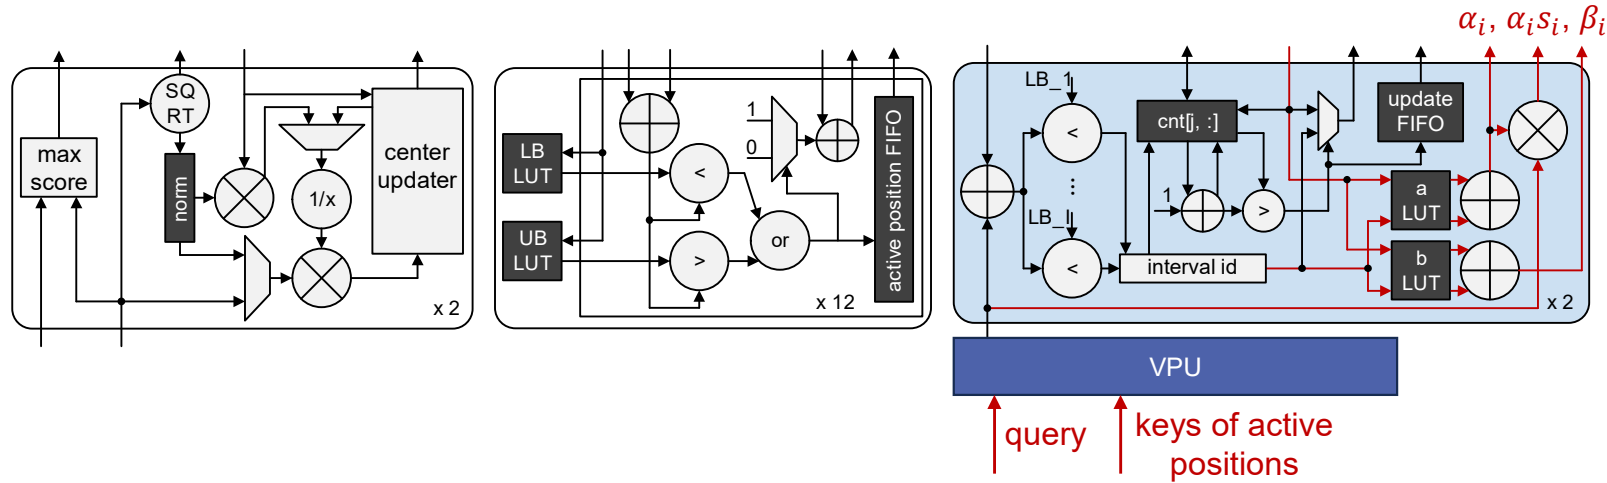 SQ
RT
max
score
norm
1/x
center
updater
x 2
LB
LUT
UB
LUT
<
>
or
1
0
active position FIFO
x 12
LB_1
<
...
LB_I
<
cnt[j, :]
1
>
interval id
update
FIFO
a
LUT
b
LUT
x 2
αᵢ, αᵢsᵢ, βᵢ
VPU
query
keys of active
positions